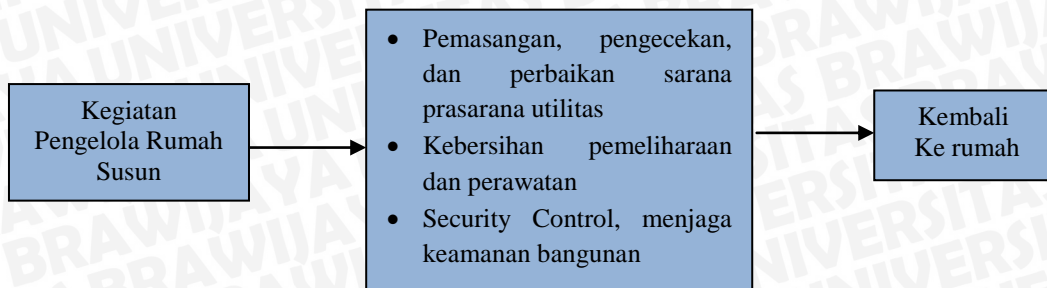 Kegiatan
Pengelola Rumah
Susun
• Pemasangan, pengecekan,
dan perbaikan sarana
prasarana utilitas
• Kebersihan pemeliharaan
dan perawatan
• Security Control, menjaga
keamanan bangunan
Kembali
Ke rumah